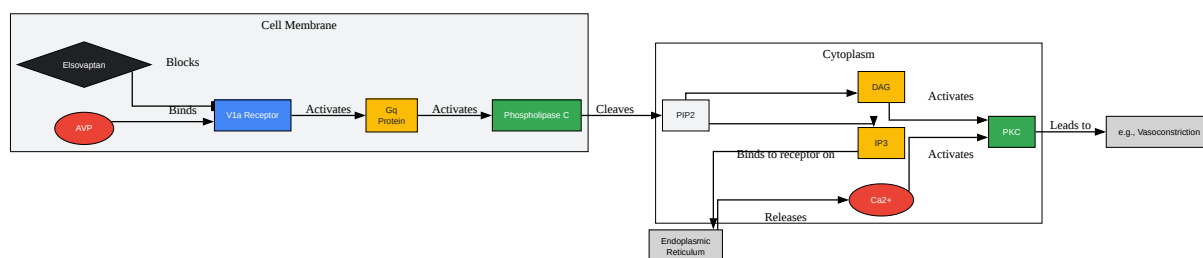 Cell Membrane
Elsovaptan
Blocks
AVP
Binds
V1a Receptor
Activates
Gq
Protein
Activates
Phospholipase C
Cleaves
Cytoplasm
PIP2
DAG
Activates
IP3
Binds to receptor on
Activates
PKC
Leads to
e.g., Vasoconstriction
Ca2+
Releases
Endoplasmic
Reticulum